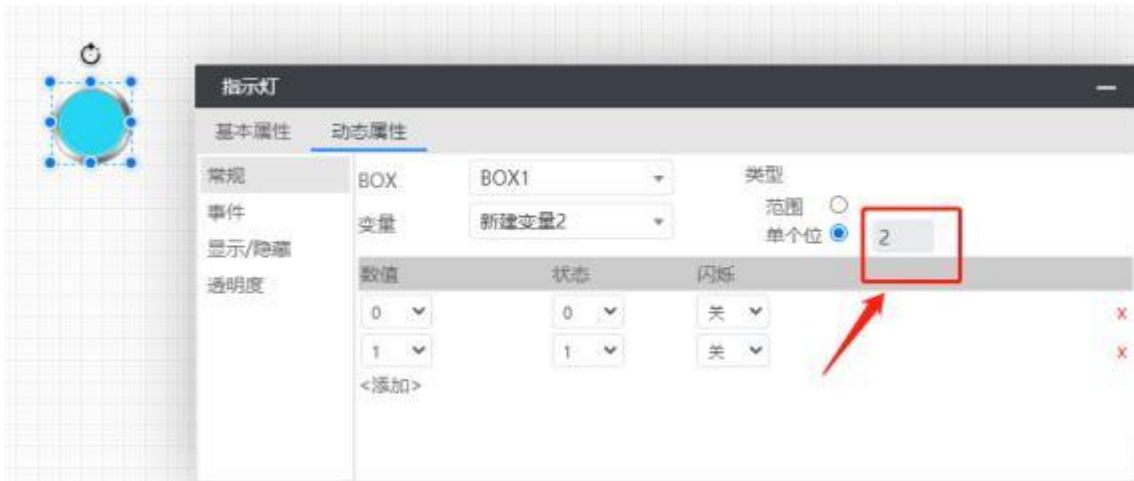 指示灯
基本属性 动态属性
常规
事件
显示/隐藏
透明度
BOX BOX1 类型
范围
变量 新建变量2 单个位 2
数值 状态 闪烁
0 0 关 x
1 1 关 x
<添加>